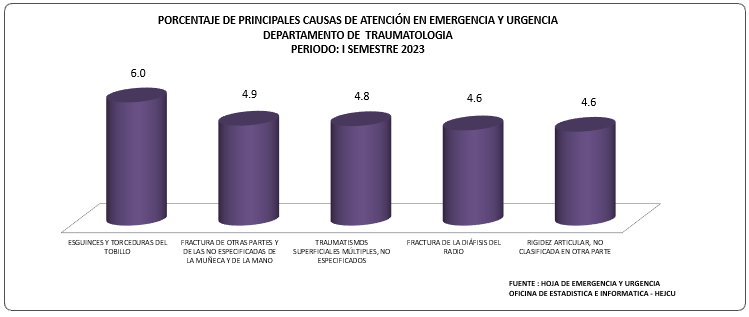 PORCENTAJE DE PRINCIPALES CAUSAS DE ATENCIÓN EN EMERGENCIA Y URGENCIA
DEPARTAMENTO DE TRAUMATOLOGIA
PERIODO: I SEMESTRE 2023
6.0
4.9
4.8
4.6
4.6
ESGUINCES Y TORCEDURAS DEL
TOBILLO
FRACTURA DE OTRAS PARTES Y
DE LAS NO ESPECIFICADAS DE
LA MUÑECA Y DE LA MANO
TRAUMATISMOS
SUPERFICIALES MÚLTIPLES, NO
ESPECIFICADOS
FRACTURA DE LA DIÁFISIS DEL
RADIO
RIGIDEZ ARTICULAR, NO
CLASIFICADA EN OTRA PARTE
FUENTE : HOJA DE EMERGENCIA Y URGENCIA
OFICINA DE ESTADISTICA E INFORMATICA - HEJCU